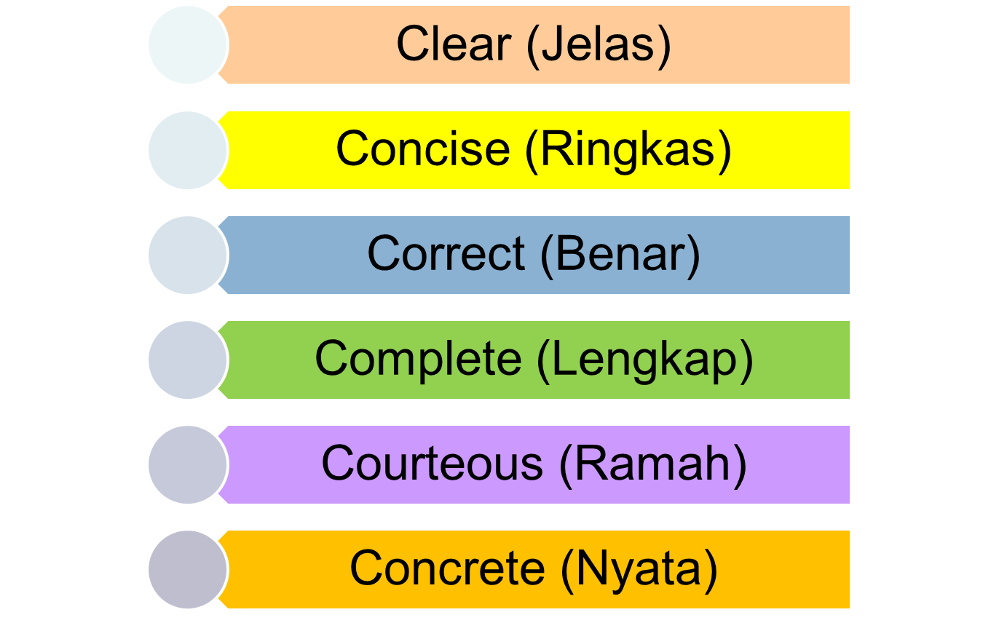 Clear (Jelas)
Concise (Ringkas)
Correct (Benar)
Complete (Lengkap)
Courteous (Ramah)
Concrete (Nyata)